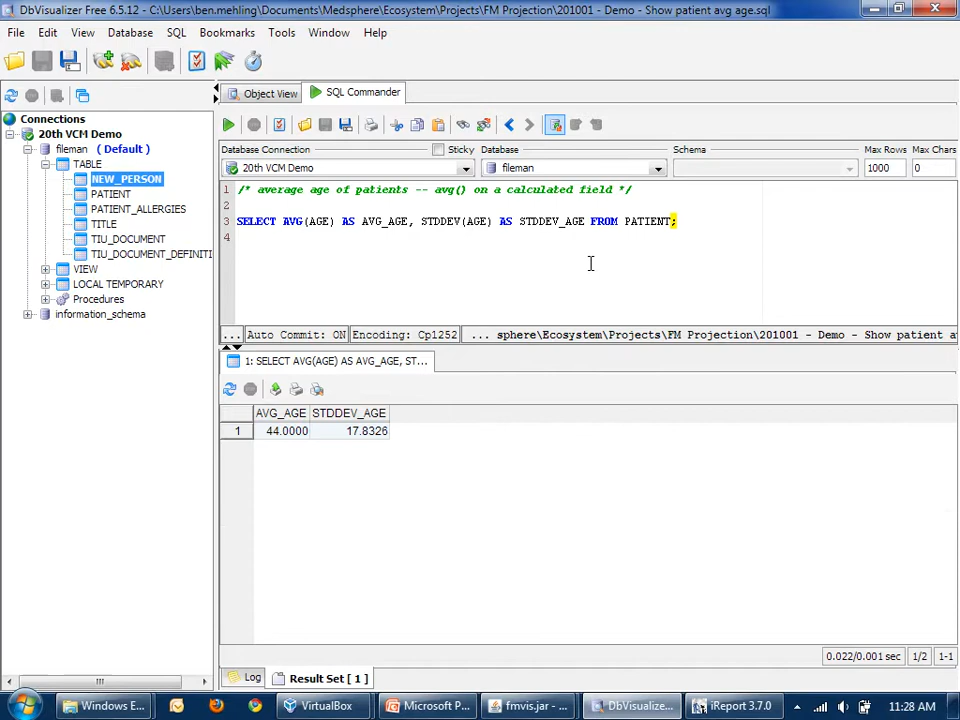 DbVisualizer Free 6.5.12 - C:\Users\ben.mehling\Documents\Medsphere\Ecosystem\Projects\FM Projection\201001 - Demo - Show patient avg age.sql
File Edit View Database SQL Bookmarks Tools Window Help
Object View
SQL Commander
Connections
20th VCM Demo
fileman ( Default )
TABLE
NEW_PERSON
PATIENT
PATIENT_ALLERGIES
TITLE
TIU_DOCUMENT
TIU_DOCUMENT_DEFINITI
VIEW
LOCAL TEMPORARY
Procedures
information_schema
Database Connection Sticky Database Schema Max Rows Max Chars
20th VCM Demo fileman 1000 0
1 /* average age of patients -- avg() on a calculated field */
2
3 SELECT AVG(AGE) AS AVG_AGE, STDDEV(AGE) AS STDDEV_AGE FROM PATIENT;
4
... Auto Commit: ON Encoding: Cp1252 ... sphere\Ecosystem\Projects\FM Projection\201001 - Demo - Show patient a
1: SELECT AVG(AGE) AS AVG_AGE, ST...
AVG_AGE STDDEV_AGE
1 44.0000 17.8326
0.022/0.001 sec 1/2 1-1
Log Result Set [ 1 ]
Windows E... VirtualBox Microsoft P... fmvis.jar - ... DbVisualize... iReport 3.7.0 11:28 AM